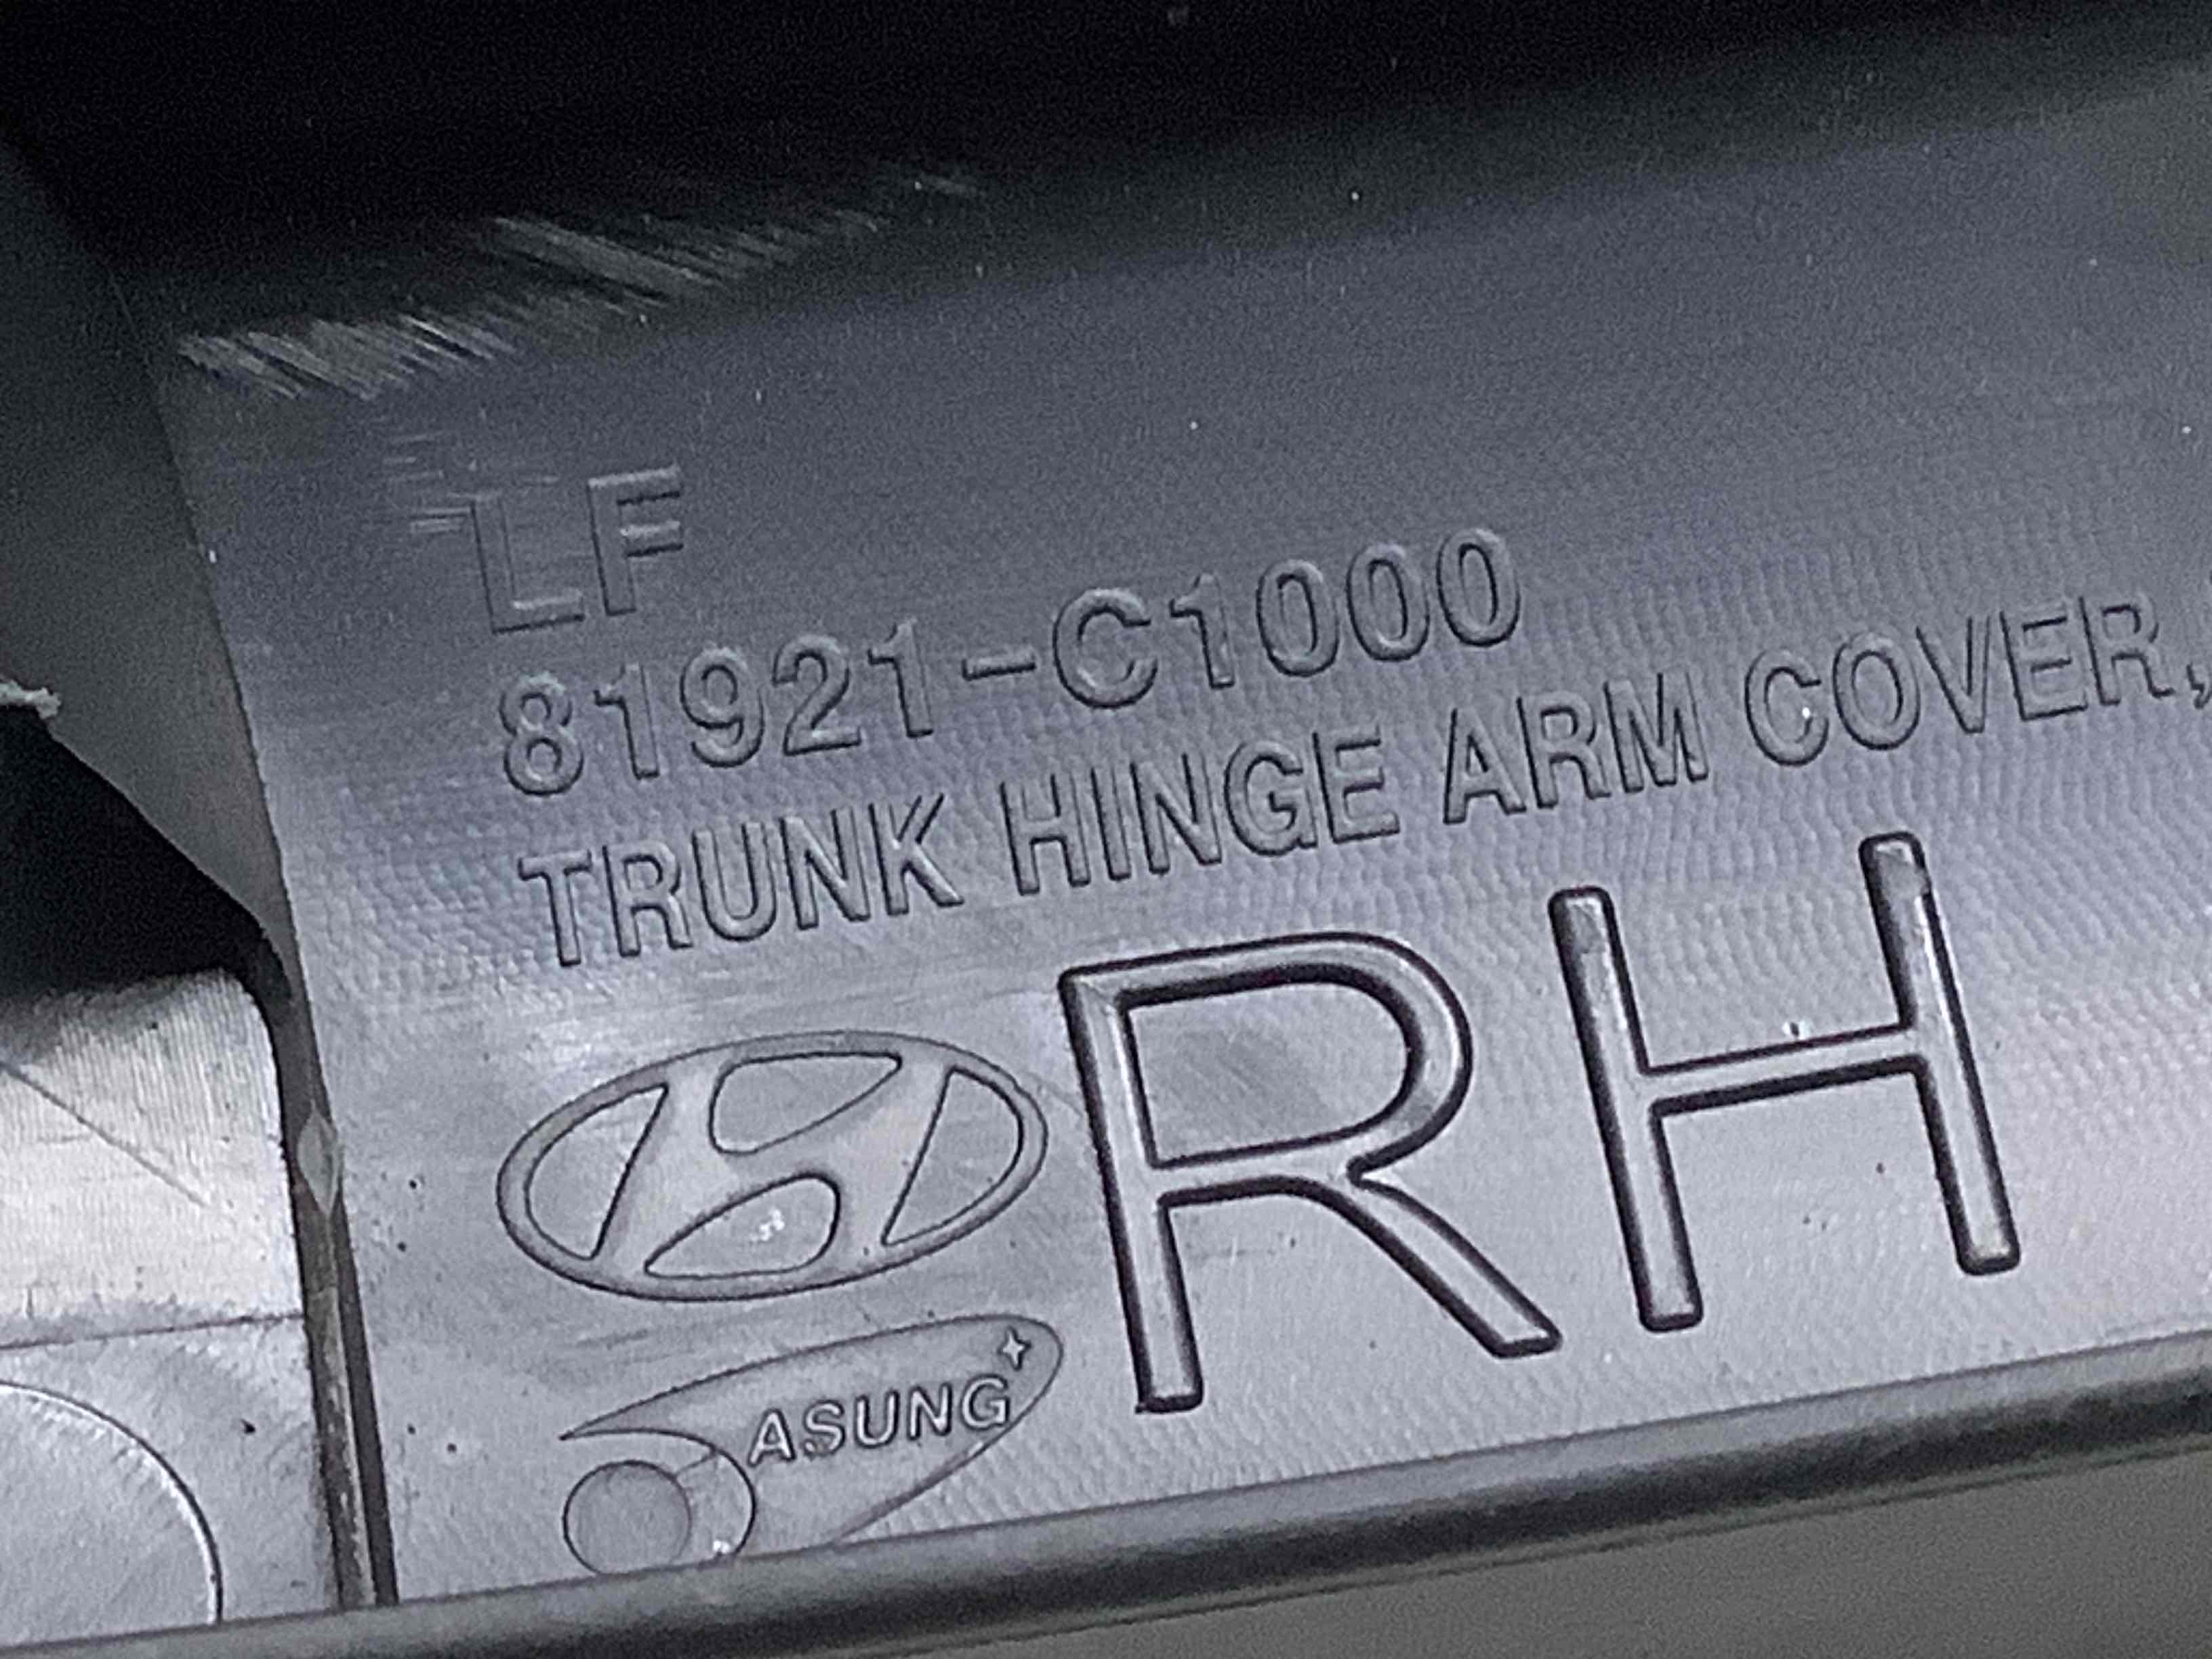 LF
81921-C1000
TRUNK HINGE ARM COVER,
RH
ASUNG